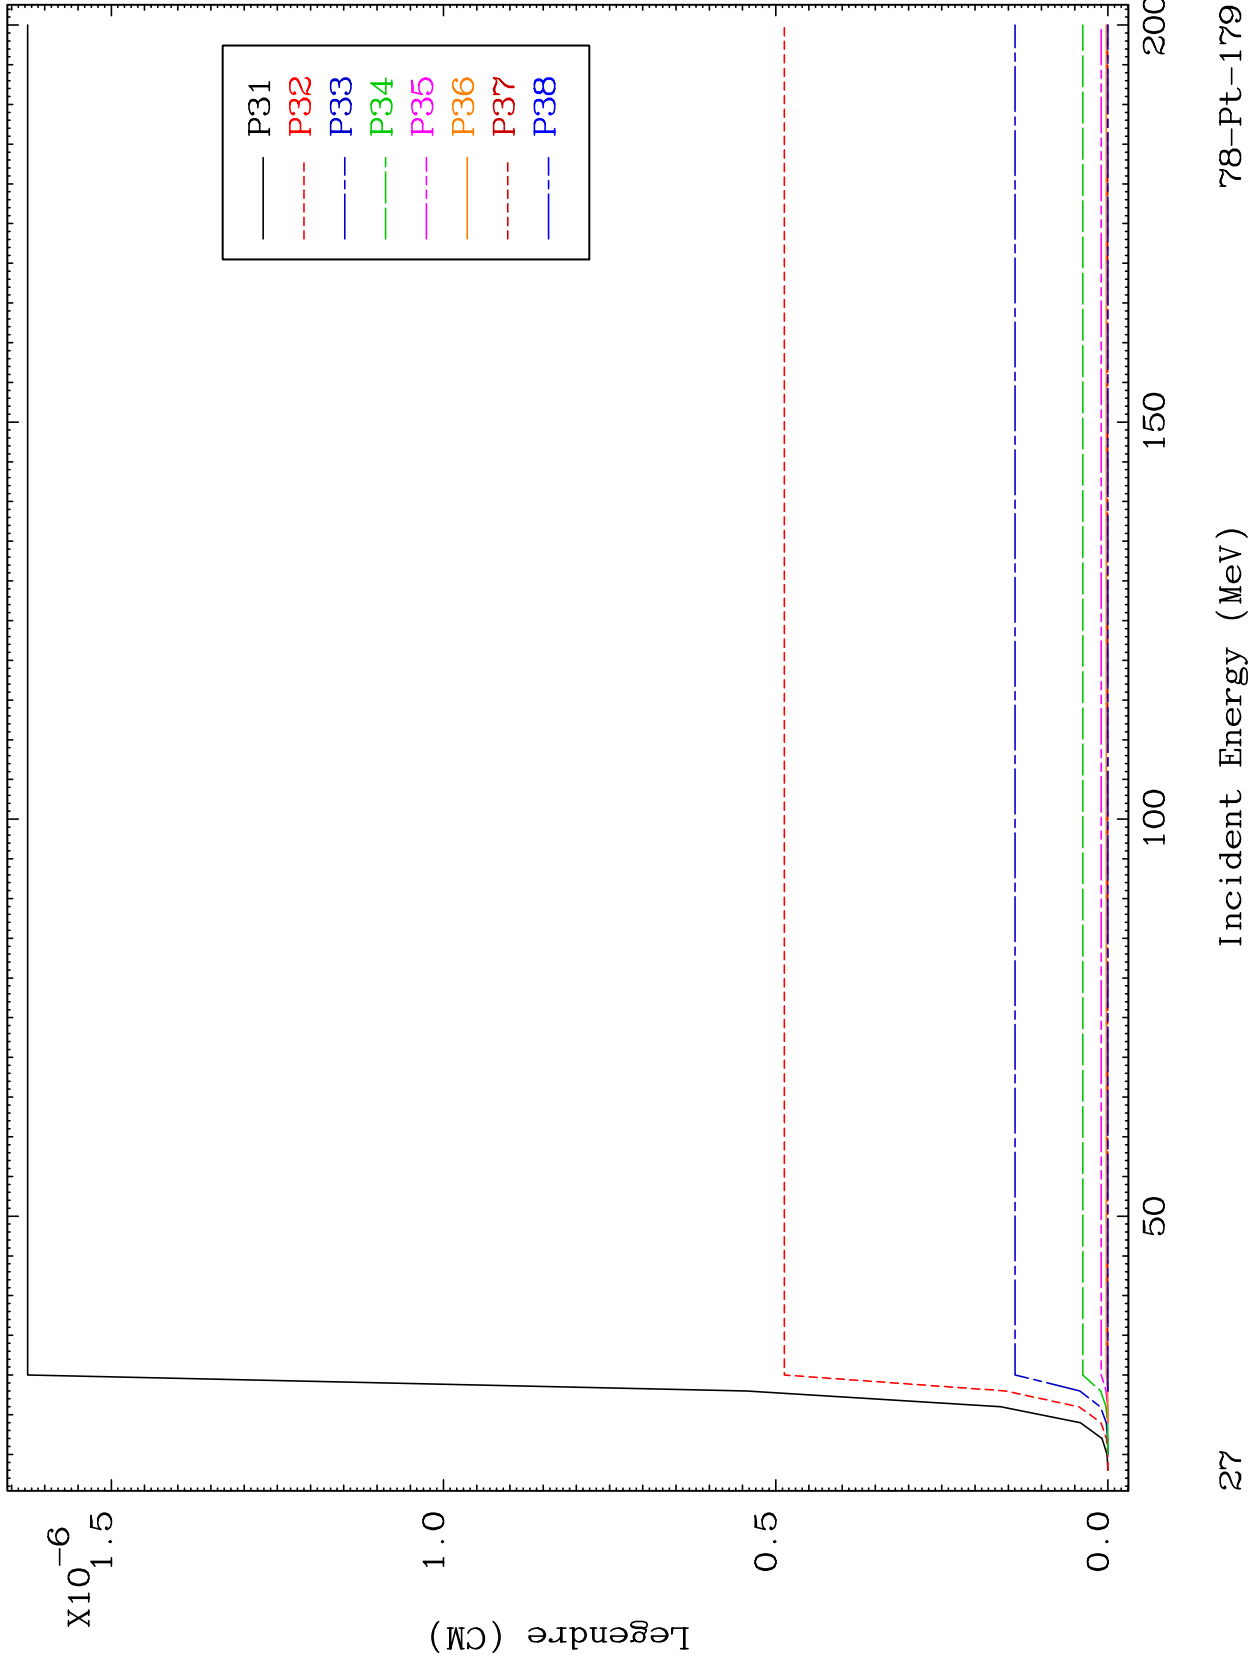 X10-6
1.5
1.0
0.5
0.0
Legendre (CM)
P31
P32
P33
P34
P35
P36
P37
P38
50
100
150
200
27
Incident Energy (MeV)
78-Pt-179